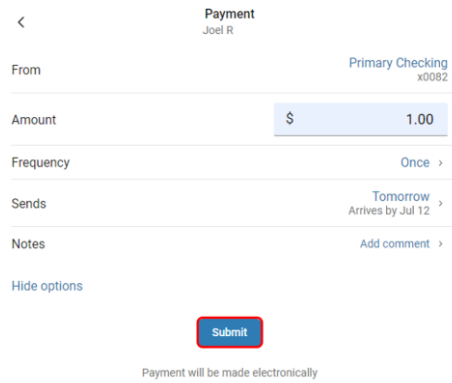 Payment
Joel R
From
Primary Checking
x0082
Amount
$ 1.00
Frequency
Once
Sends
Tomorrow
Arrives by Jul 12
Notes
Add comment
Hide options
Submit
Payment will be made electronically